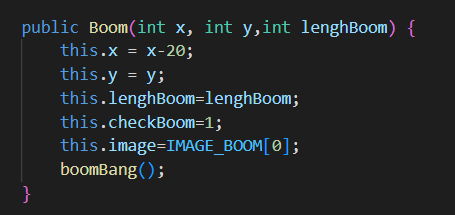 public Boom(int x, int y,int lenghBoom) {
this.x = x-20;
this.y = y;
this.lenghBoom=lenghBoom;
this.checkBoom=1;
this.image=IMAGE_BOOM[0];
boomBang();
}